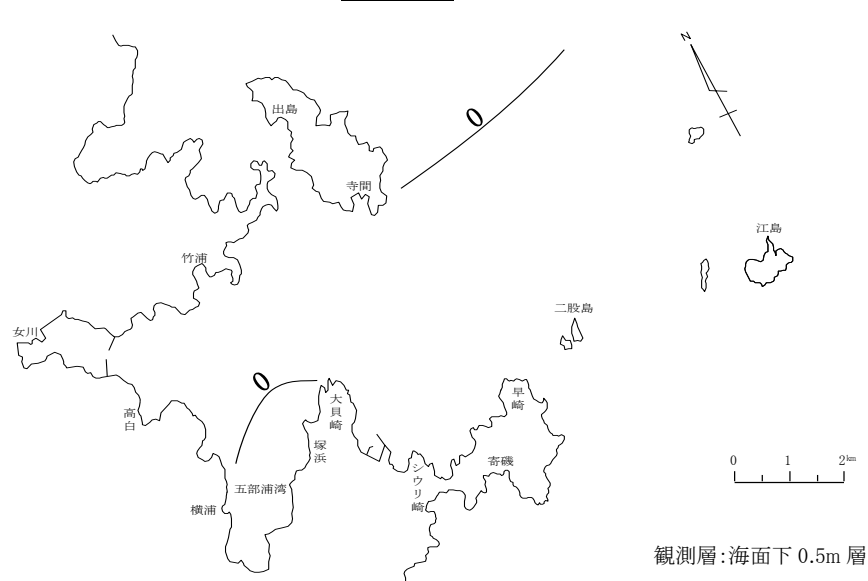 N
出島
0
寺間
江島
竹浦
二股島
女川
0
大貝崎
早崎
高白
塚浜
寄磯
シウリ崎
五部浦湾
横浦
0 1 2km
観測層:海面下 0.5m 層